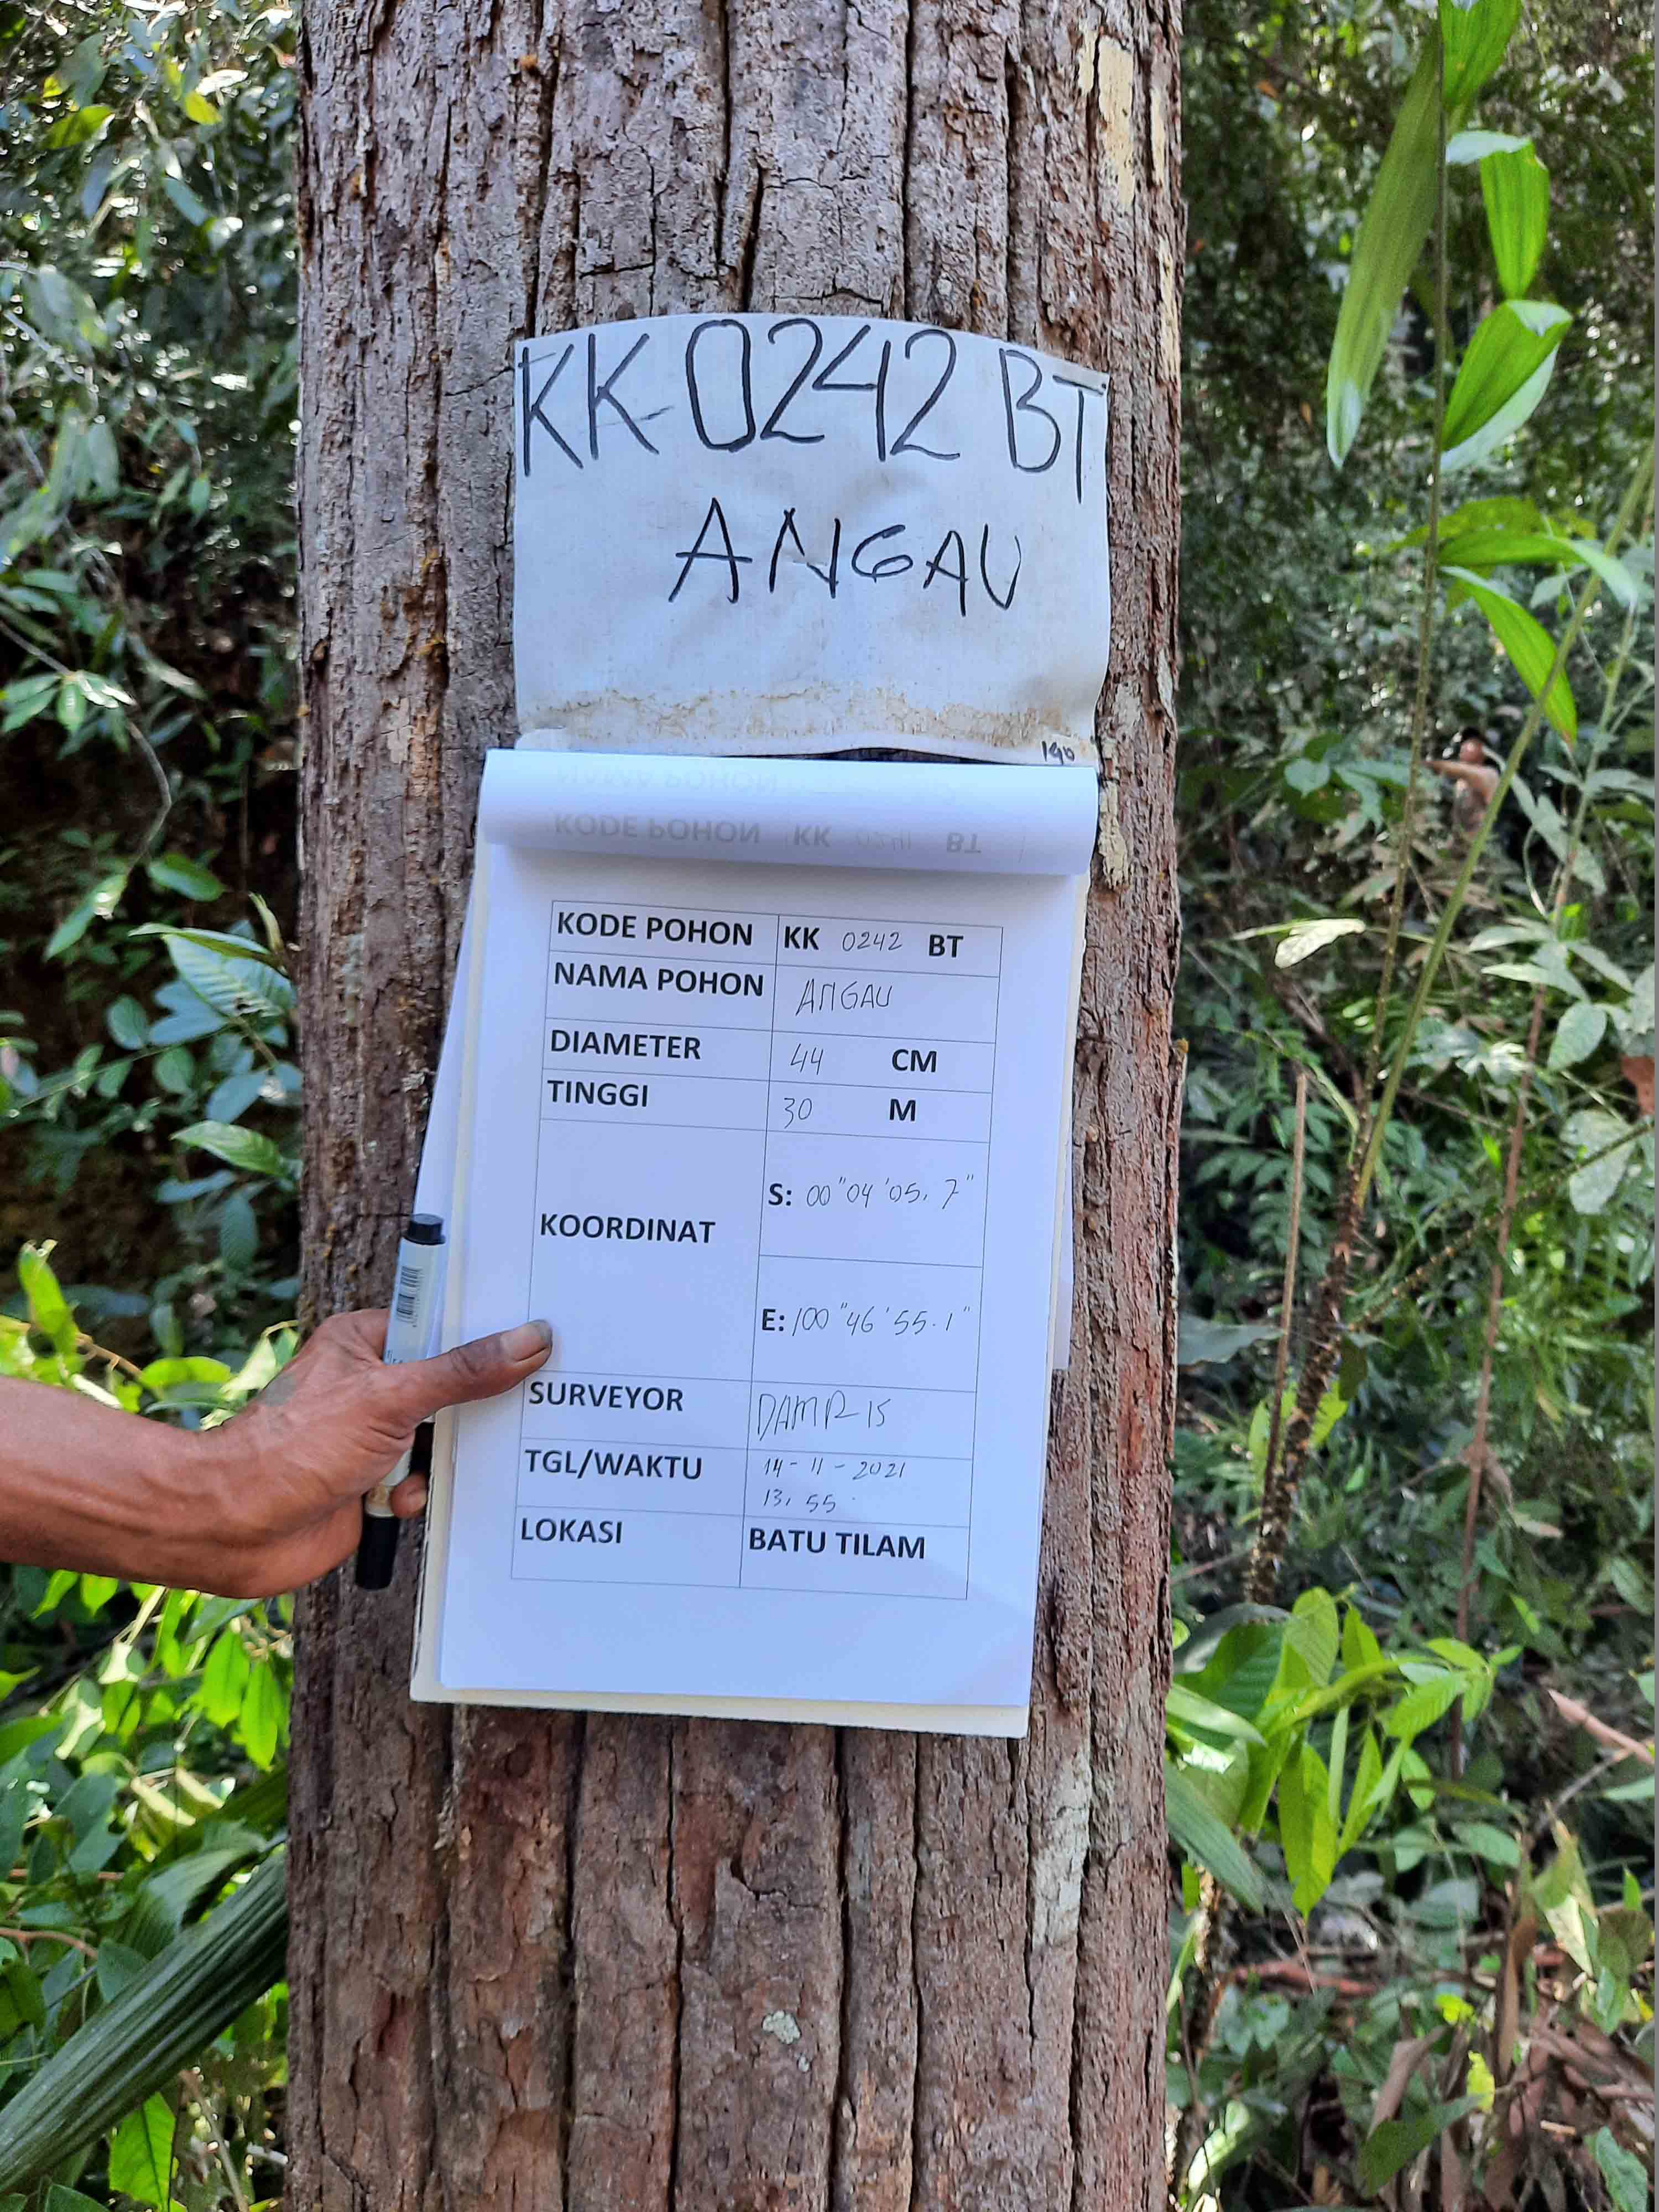 KK-0242 BT
ANGAU
140
KODE POHON KK 0241 BT
KODE POHON KK 0242 BT
NAMA POHON ANGAU
DIAMETER 44 CM
TINGGI 30 M
KOORDINAT
S: 00"04'05,7"
E: 100"46'55.1"
SURVEYOR DAMRIS
TGL/WAKTU 14-11-2021
13,55
LOKASI BATU TILAM